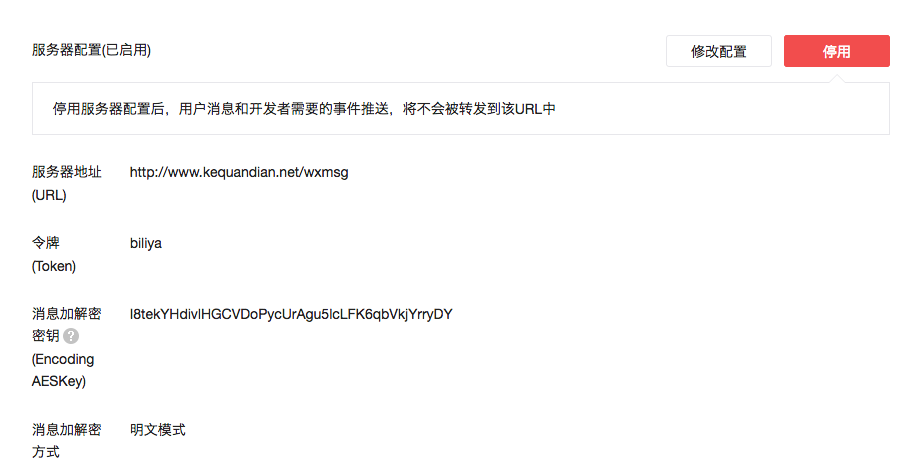 服务器配置(已启用)
修改配置
停用
停用服务器配置后，用户消息和开发者需要的事件推送，将不会被转发到该URL中
服务器地址
(URL)
http://www.kequandian.net/wxmsg
令牌
(Token)
biliya
消息加解密
密钥 ?
(Encoding
AESKey)
l8tekYHdivlHGCVDoPycUrAgu5lcLFK6qbVkjYrryDY
消息加解密
方式
明文模式